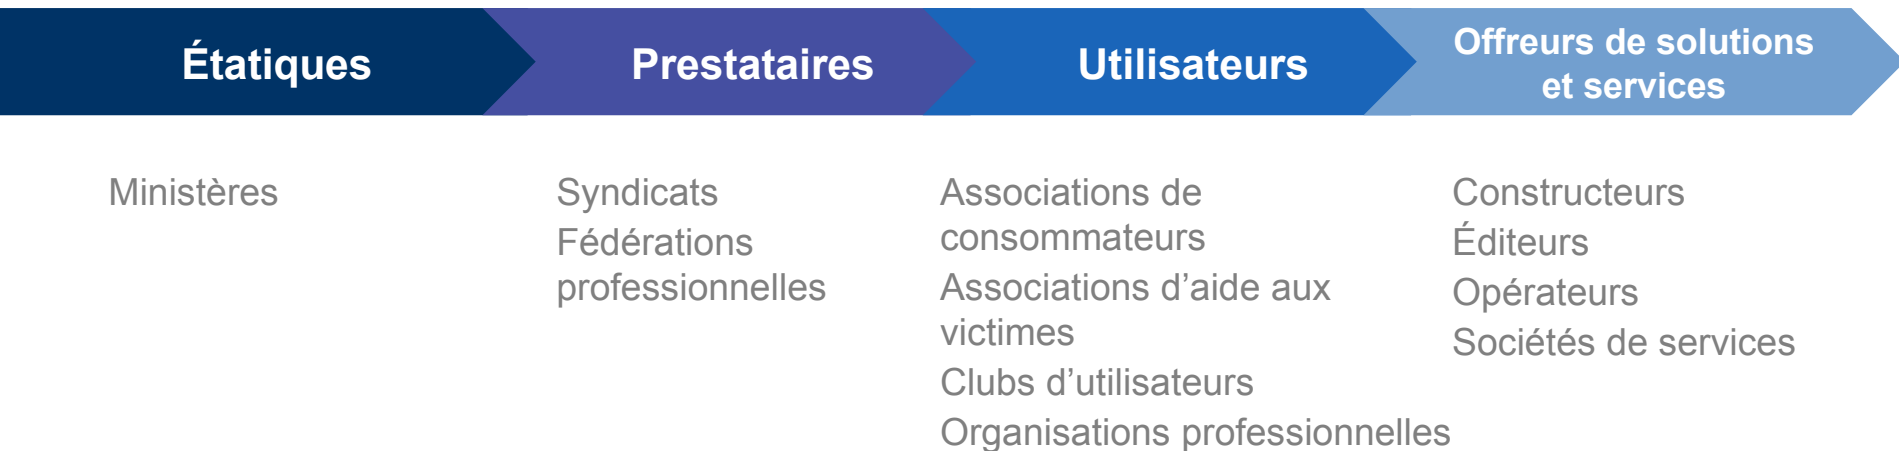 Étatiques
Prestataires
Utilisateurs
Offreurs de solutions
et services
Ministères
Syndicats
Fédérations
professionnelles
Associations de
consommateurs
Associations d’aide aux
victimes
Clubs d’utilisateurs
Organisations professionnelles
Constructeurs
Éditeurs
Opérateurs
Sociétés de services